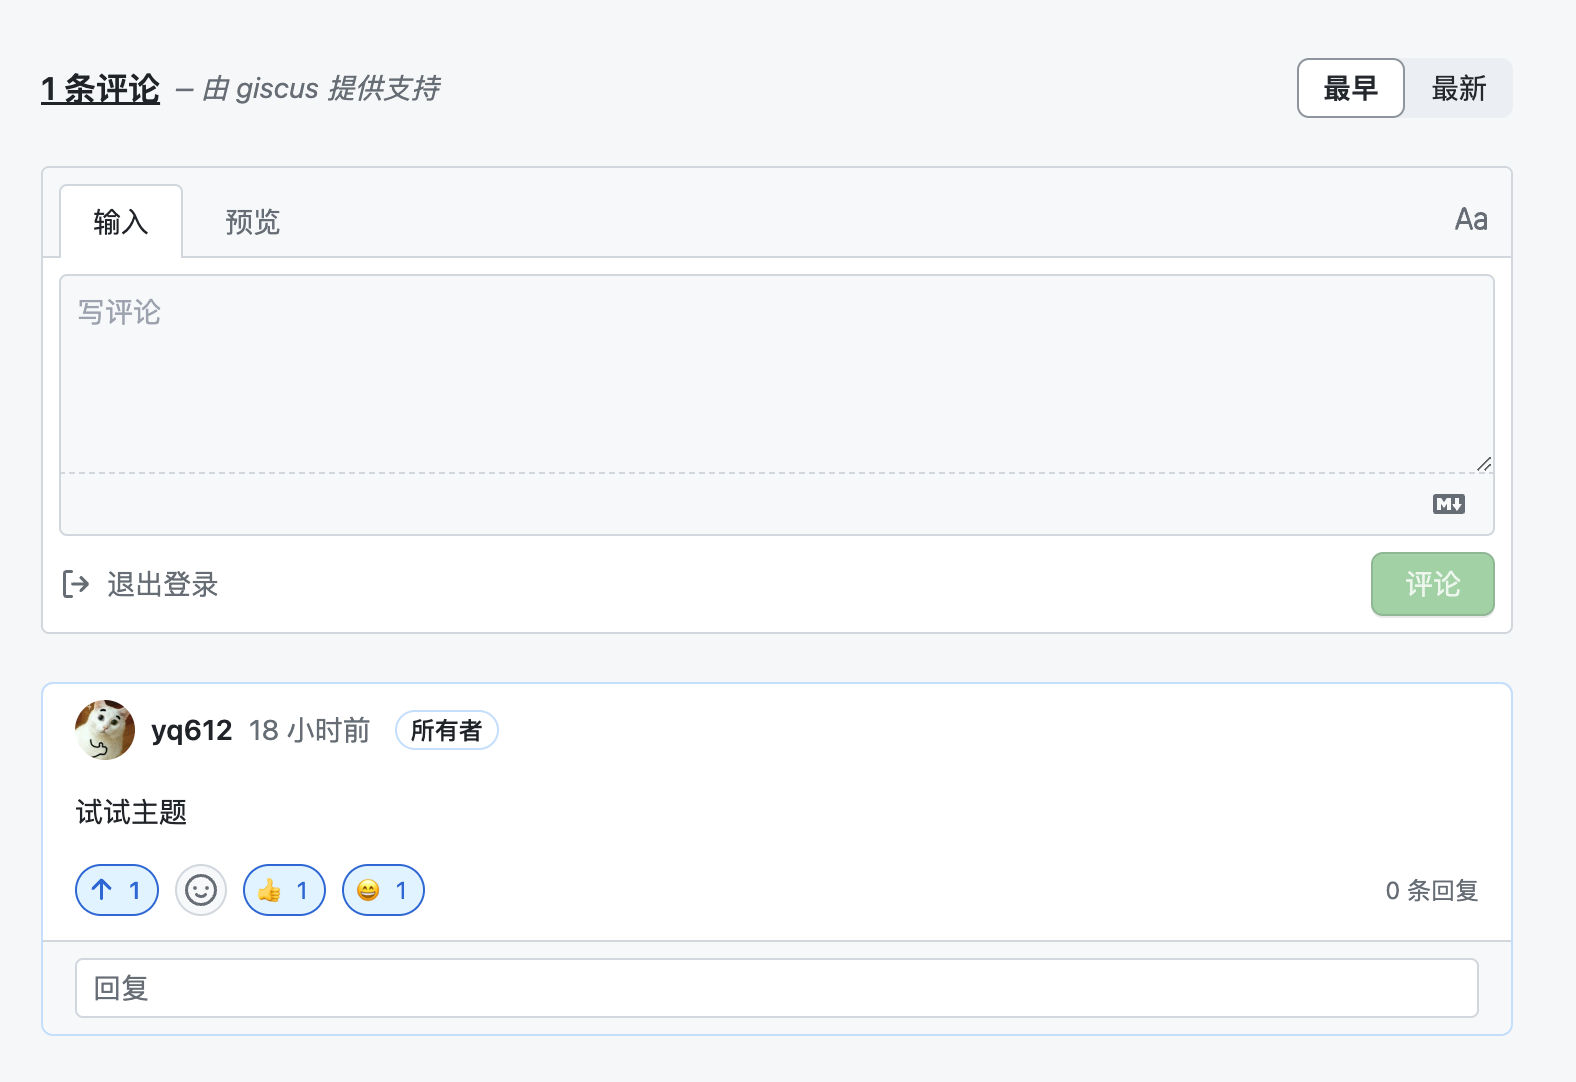 1 条评论 – 由 giscus 提供支持
最早 最新
输入 预览 Aa
写评论
M
退出登录 评论
yq612 18 小时前 所有者
试试主题
1 1 1 0 条回复
回复